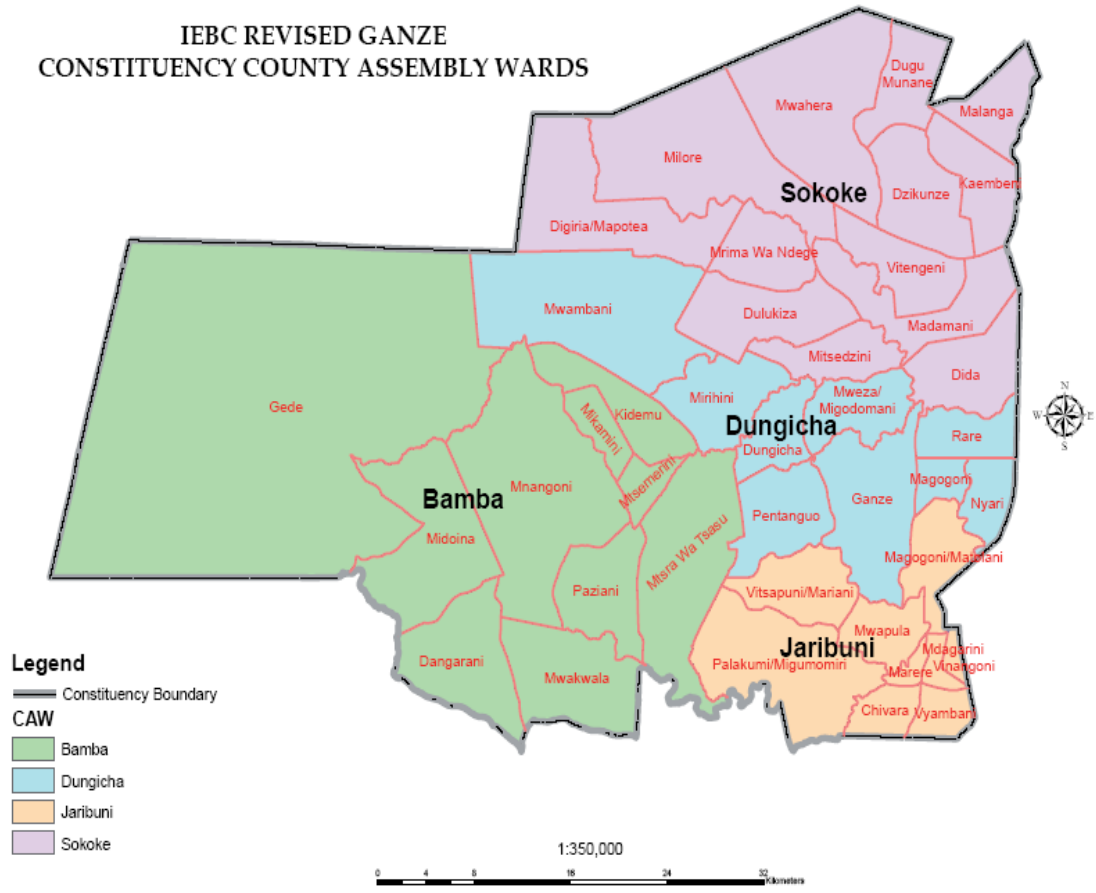 IEBC REVISED GANZE
CONSTITUENCY COUNTY ASSEMBLY WARDS
Dugu
Munane
Mwahera
Malanga
Milore
Kaembeni
Sokoke
Dzikunze
Digiria/Mapotea
Mrima Wa Ndege
Vitengeni
Mwambani
Dulukiza
Madamani
Mitsedzini
Dida
N
W
E
S
Gede
Mirihini
Mweza/
Migodomani
Kidemu
Mikamini
Dungicha
Rare
Dungicha
Mtsemerini
Magogoni
Mnangoni
Bamba
Ganze
Nyari
Pentanguo
Midoina
Mtsra Wa Tsasu
Magogoni/Matolani
Paziani
Vitsapuni/Mariani
Mwapula
Jaribuni
Mdagarini
Dangarani
Palakumi/Migumomiri
Vinangoni
Marere
Mwakwala
Chivara
Vyambani
Legend
Constituency Boundary
CAW
Bamba
Dungicha
Jaribuni
Sokoke
1:350,000
0 4 8 16 24 32
Kilometers